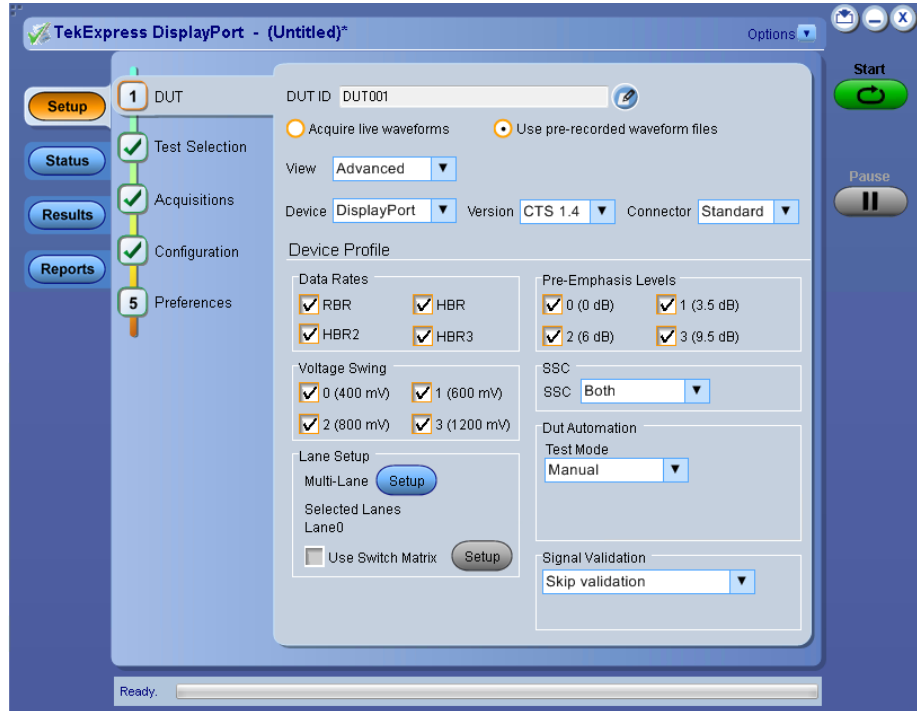 TekExpress DisplayPort - (Untitled)*
Options
Start
Pause
Setup
Status
Results
Reports
1 DUT
Test Selection
Acquisitions
Configuration
5 Preferences
DUT ID DUT001
Acquire live waveforms
Use pre-recorded waveform files
View Advanced
Device DisplayPort Version CTS 1.4 Connector Standard
Device Profile
Data Rates
RBR HBR
HBR2 HBR3
Voltage Swing
0 (400 mV) 1 (600 mV)
2 (800 mV) 3 (1200 mV)
Lane Setup
Multi-Lane Setup
Selected Lanes
Lane0
Use Switch Matrix Setup
Pre-Emphasis Levels
0 (0 dB) 1 (3.5 dB)
2 (6 dB) 3 (9.5 dB)
SSC
SSC Both
Dut Automation
Test Mode
Manual
Signal Validation
Skip validation
Ready.